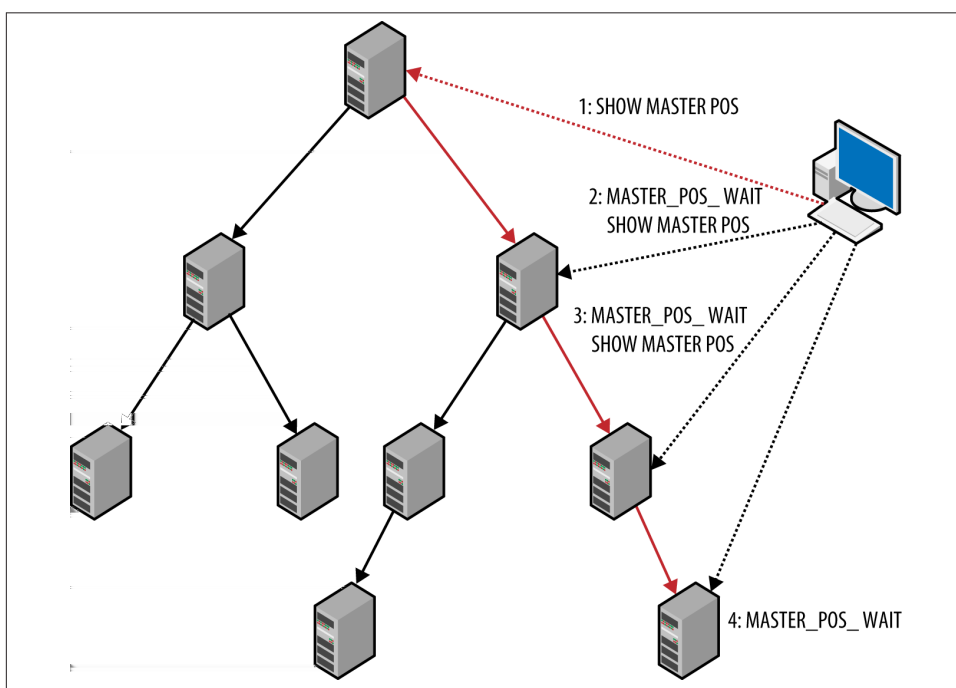 1: SHOW MASTER POS
2: MASTER_POS_ WAIT
SHOW MASTER POS
3: MASTER_POS_ WAIT
SHOW MASTER POS
4: MASTER_POS_ WAIT